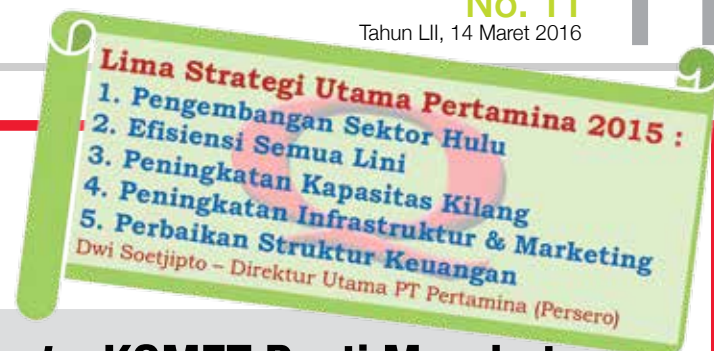 No. 11
Tahun LII, 14 Maret 2016
Lima Strategi Utama Pertamina 2015 :
1. Pengembangan Sektor Hulu
2. Efisiensi Semua Lini
3. Peningkatan Kapasitas Kilang
4. Peningkatan Infrastruktur & Marketing
5. Perbaikan Struktur Keuangan
Dwi Soetjipto – Direktur Utama PT Pertamina (Persero)
KOMET Pasti